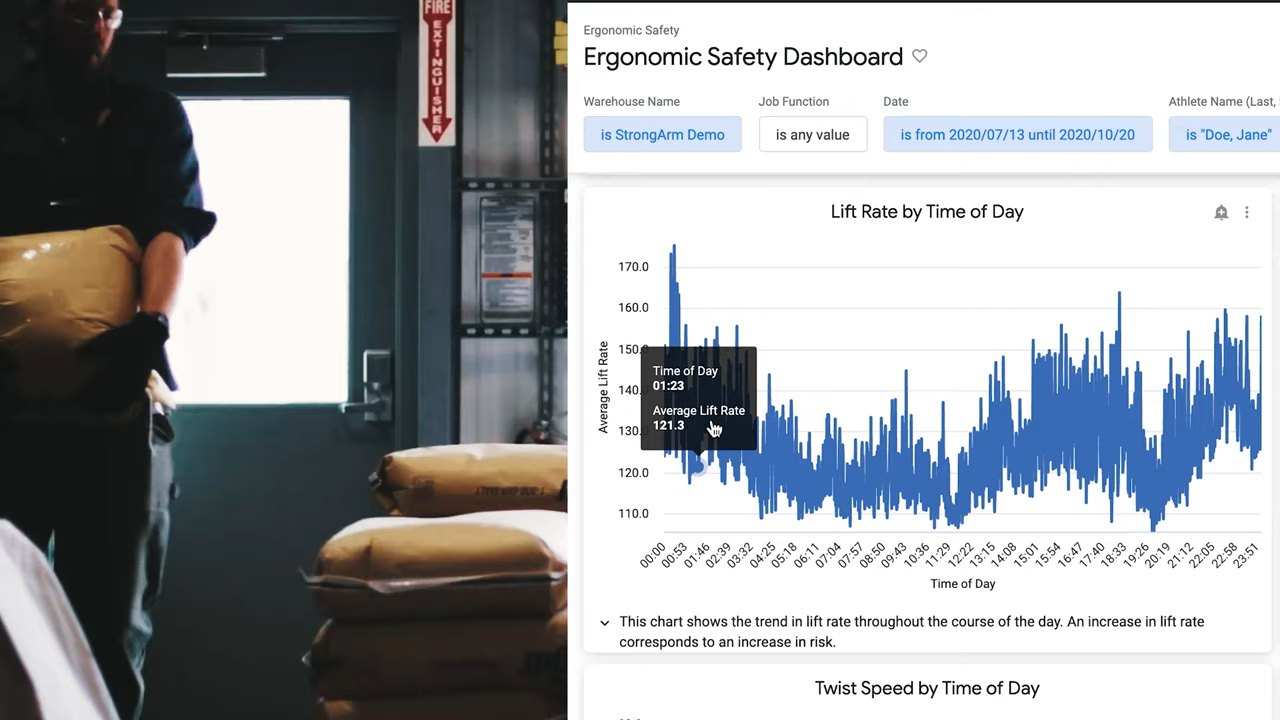 FIRE
EXTINGUISHER
Ergonomic Safety
Ergonomic Safety Dashboard
Warehouse Name
Job Function
Date
Athlete Name (Last,
is StrongArm Demo
is any value
is from 2020/07/13 until 2020/10/20
is "Doe, Jane"
Lift Rate by Time of Day
170.0
160.0
150.
140.0
130.
120.0
110.0
Average Lift Rate
Time of Day
01:23
Average Lift Rate
121.3
00:00
00:53
01:46
02:39
03:32
04:25
05:18
06:11
07:04
07:57
08:50
09:43
10:36
11:29
12:22
13:15
14:08
15:01
15:54
16:47
17:40
18:33
19:26
20:19
21:12
22:05
22:58
23:51
Time of Day
This chart shows the trend in lift rate throughout the course of the day. An increase in lift rate
corresponds to an increase in risk.
Twist Speed by Time of Day